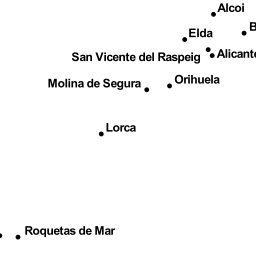 Alcoi
B
Elda
San Vicente del Raspeig
Alicante
Molina de Segura
Orihuela
Lorca
Roquetas de Mar